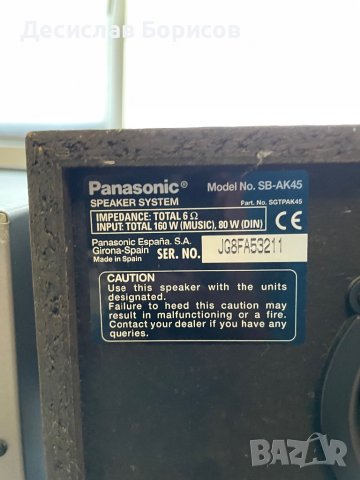 Десислав Борисов
Panasonic® Model No. SB-AK45
SPEAKER SYSTEM Part. No. SGTPAK45
IMPEDANCE: TOTAL 6 Ω
INPUT: TOTAL 160 W (MUSIC), 80 W (DIN)
Panasonic España. S.A.
Girona-Spain
Made in Spain
SER. NO. JG8FA53211
CAUTION
Use this speaker with the units
designated.
Failure to heed this caution may
result in malfunctioning or a fire.
Contact your dealer if you have any
queries.
BAZAR